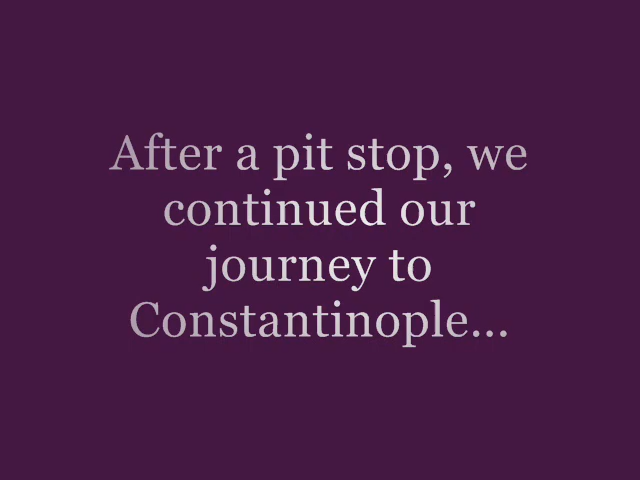 After a pit stop, we
continued our
journey to
Constantinople...